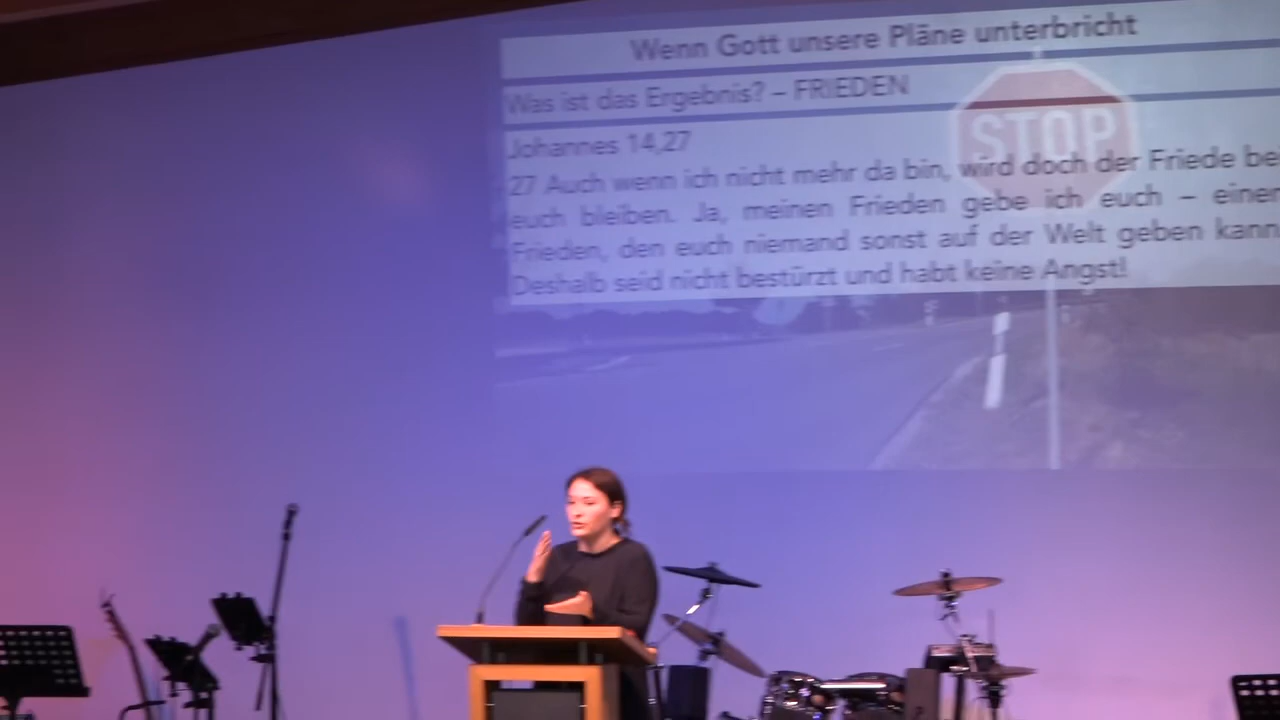 Wenn Gott unsere Pläne unterbricht
Was ist das Ergebnis? – FRIEDEN
STOP
Johannes 14,27
27 Auch wenn ich nicht mehr da bin, wird doch der Friede bei
euch bleiben. Ja, meinen Frieden gebe ich euch – einen
Frieden, den euch niemand sonst auf der Welt geben kann.
Deshalb seid nicht bestürzt und habt keine Angst!